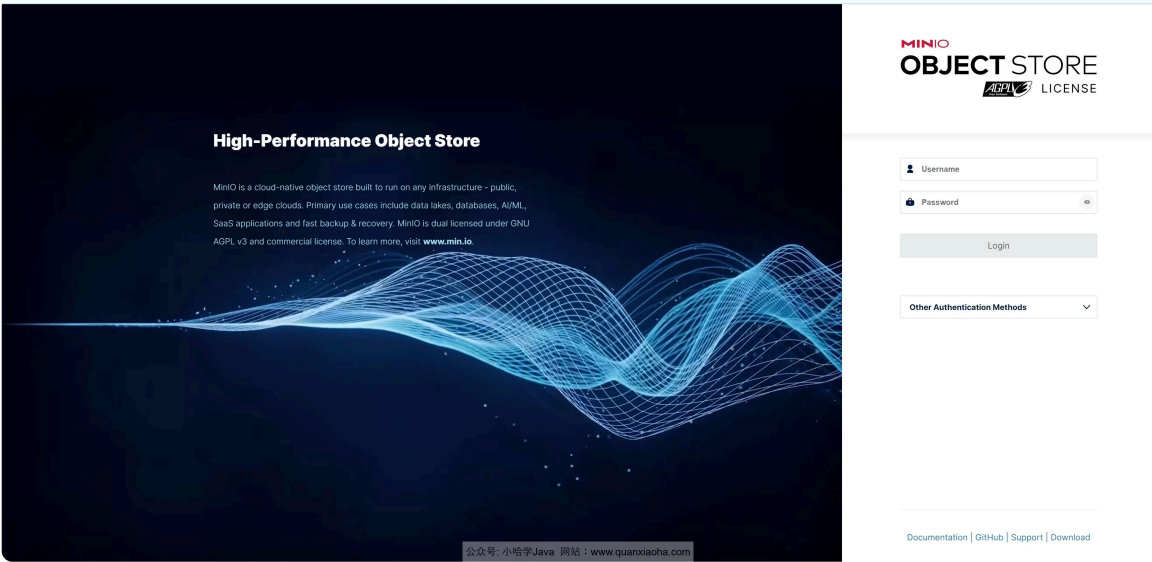 High-Performance Object Store
MinIO is a cloud-native object store built to run on any infrastructure - public,
private or edge clouds. Primary use cases include data lakes, databases, AI/ML,
SaaS applications and fast backup & recovery. MinIO is dual licensed under GNU
AGPL v3 and commercial license. To learn more, visit www.min.io.
公众号: 小哈学Java 网站：www.quanxiaoha.com
MINIO
OBJECT STORE
AGPLv3 LICENSE
Username
Password
Login
Other Authentication Methods
Documentation | GitHub | Support | Download